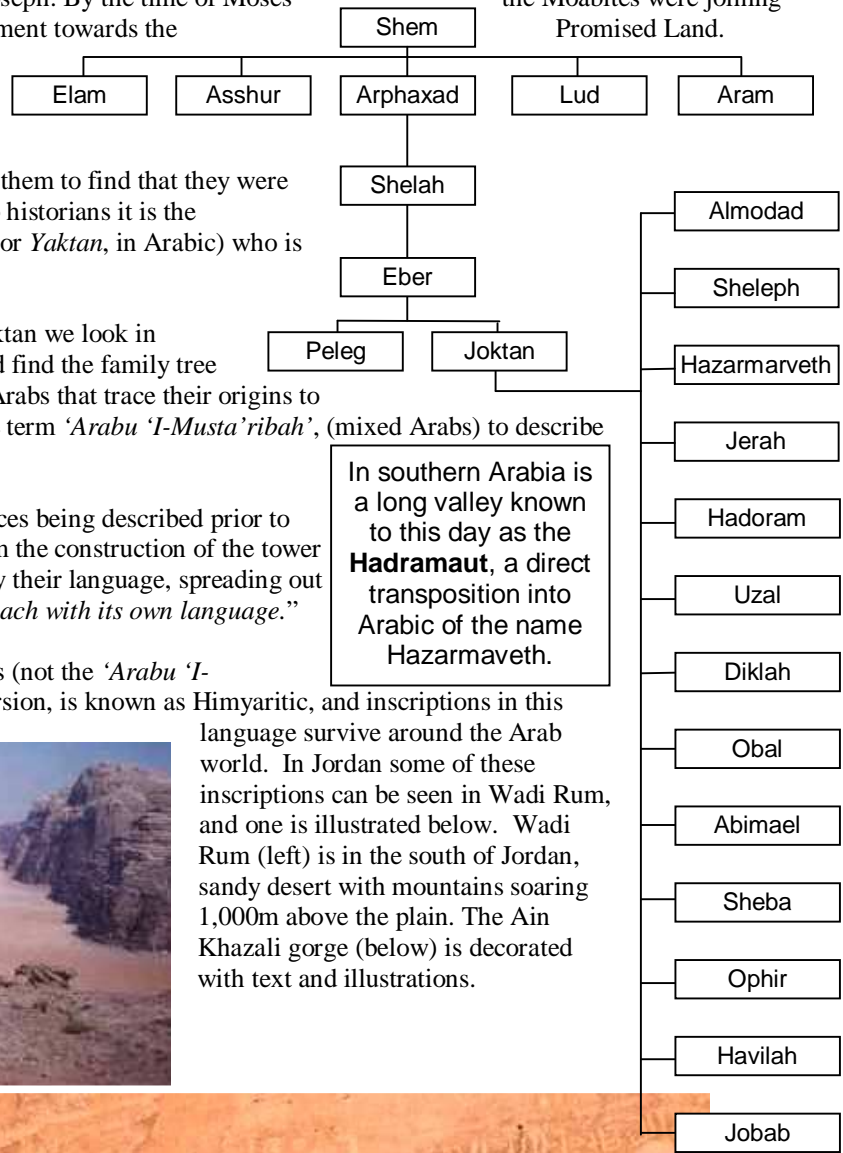 seph. By the time of Moses
the Moabites were joining
ment towards the
Promised Land.
Shem
Elam
Asshur
Arphaxad
Lud
Aram
them to find that they were
historians it is the
or Yaktan, in Arabic) who is
Shelah
Eber
Peleg
Joktan
ktan we look in
d find the family tree
Arabs that trace their origins to
term ‘Arabu ‘I-Musta’ribah’, (mixed Arabs) to describe
Almodad
Sheleph
Hazarmarveth
Jerah
Hadoram
Uzal
Diklah
Obal
Abimael
Sheba
Ophir
Havilah
Jobab
In southern Arabia is
a long valley known
to this day as the
Hadramaut, a direct
transposition into
Arabic of the name
Hazarmaveth.
ces being described prior to
n the construction of the tower
y their language, spreading out
ach with its own language.”
s (not the ‘Arabu ‘I-
rsion, is known as Himyaritic, and inscriptions in this
language survive around the Arab
world. In Jordan some of these
inscriptions can be seen in Wadi Rum,
and one is illustrated below. Wadi
Rum (left) is in the south of Jordan,
sandy desert with mountains soaring
1,000m above the plain. The Ain
Khazali gorge (below) is decorated
with text and illustrations.